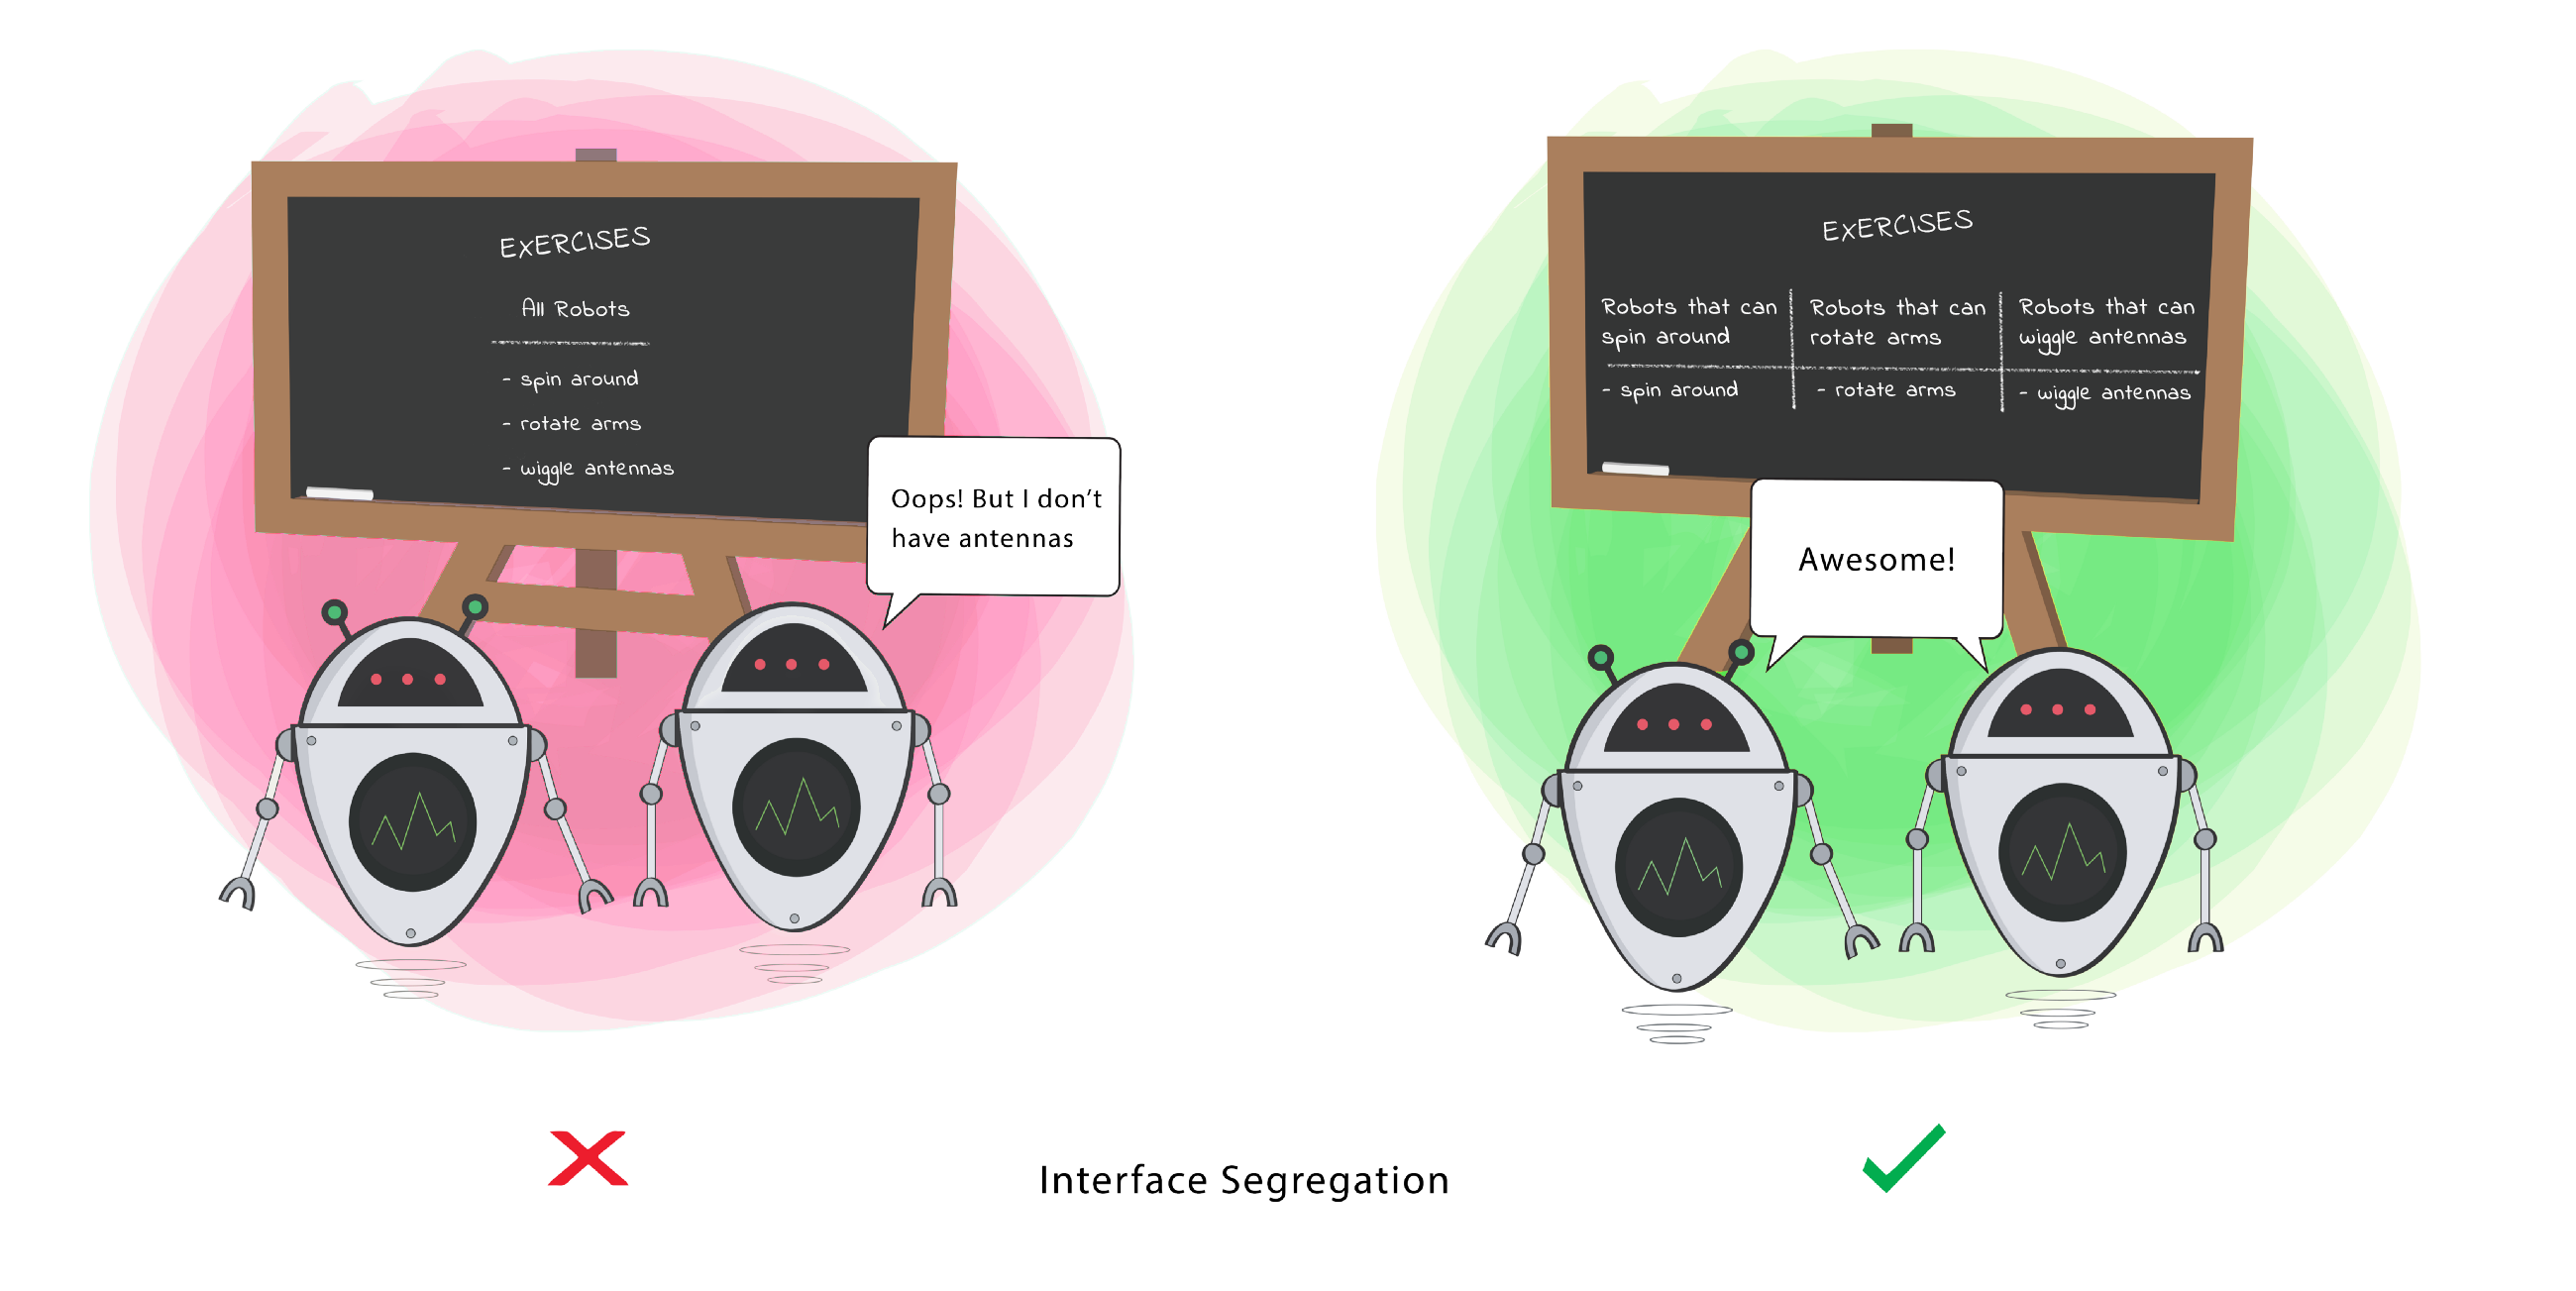 EXERCISES
All Robots
- spin around
- rotate arms
- wiggle antennas
Oops! But I don't
have antennas
EXERCISES
Robots that can
spin around
- spin around
Robots that can
rotate arms
- rotate arms
Robots that can
wiggle antennas
- wiggle antennas
Awesome!
Interface Segregation